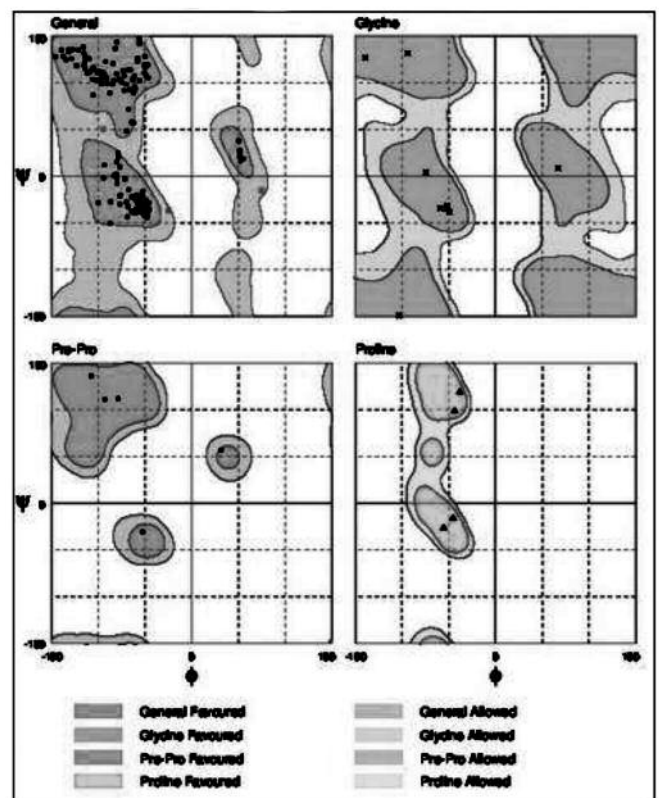 General
Glycine
180
Ψ
0
-180
Pre-Pro
Proline
180
Ψ
0
-180
-180 0 180 -180 0 180
Φ Φ
General Favoured General Allowed
Glycine Favoured Glycine Allowed
Pre-Pro Favoured Pre-Pro Allowed
Proline Favoured Proline Allowed